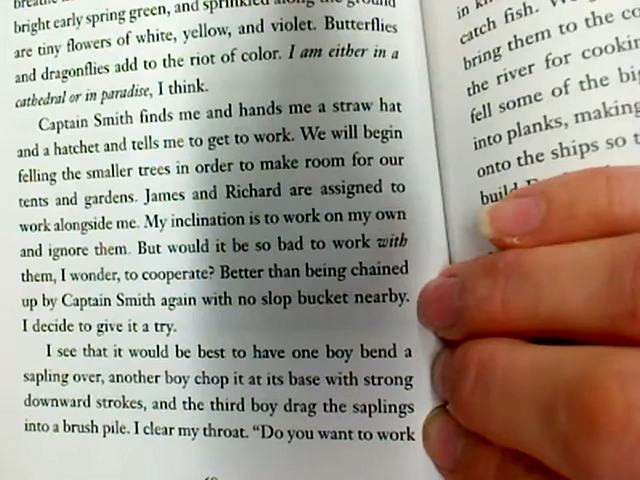 bright early spring green, and sprinkled along the ground
are tiny flowers of white, yellow, and violet. Butterflies
and dragonflies add to the riot of color. I am either in a
cathedral or in paradise, I think.
Captain Smith finds me and hands me a straw hat
and a hatchet and tells me to get to work. We will begin
felling the smaller trees in order to make room for our
tents and gardens. James and Richard are assigned to
work alongside me. My inclination is to work on my own
and ignore them. But would it be so bad to work with
them, I wonder, to cooperate? Better than being chained
up by Captain Smith again with no slop bucket nearby.
I decide to give it a try.
I see that it would be best to have one boy bend a
sapling over, another boy chop it at its base with strong
downward strokes, and the third boy drag the saplings
into a brush pile. I clear my throat. “Do you want to work
in
catch fish.
bring them to the
the river for
fell some of the
into planks, making
onto the ships so
build